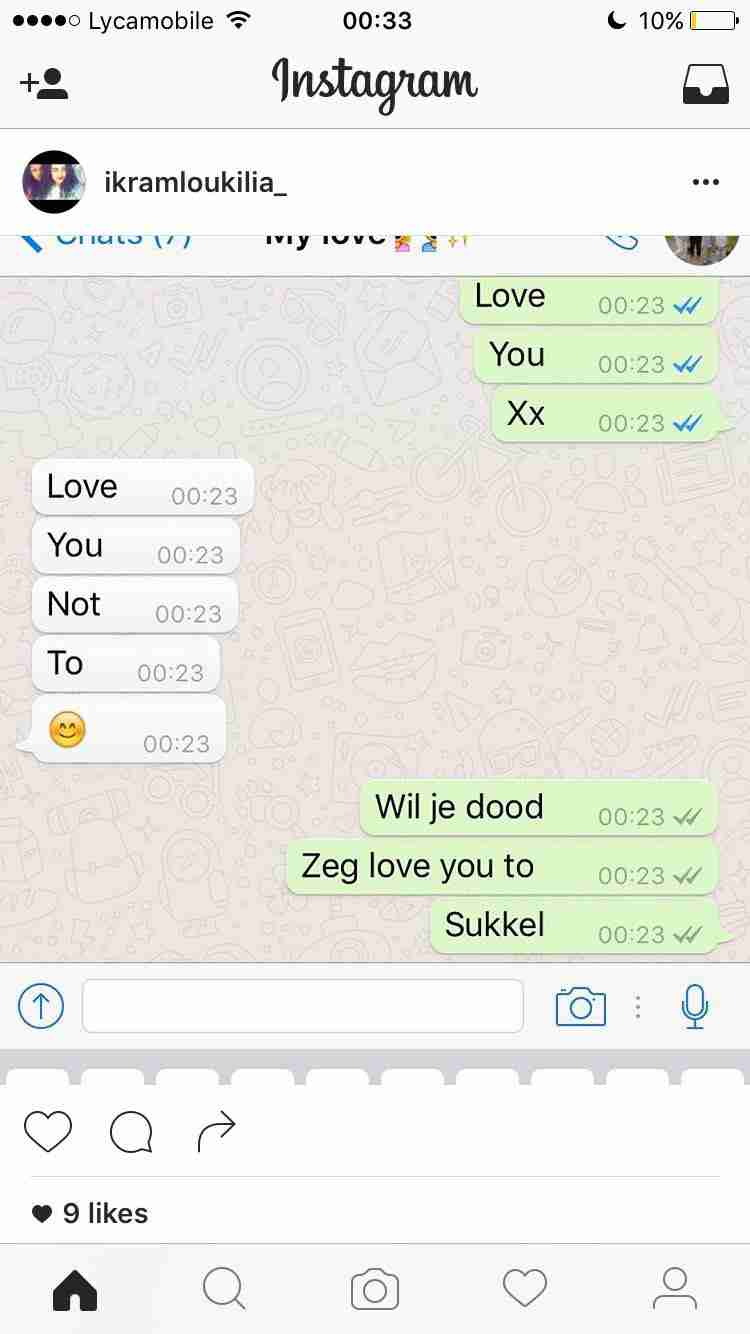 Lycamobile 00:33 10%
Instagram
ikramloukilia_
Chats (7) My love
Love 00:23
You 00:23
Xx 00:23
Love 00:23
You 00:23
Not 00:23
To 00:23
😊 00:23
Wil je dood 00:23
Zeg love you to 00:23
Sukkel 00:23
9 likes